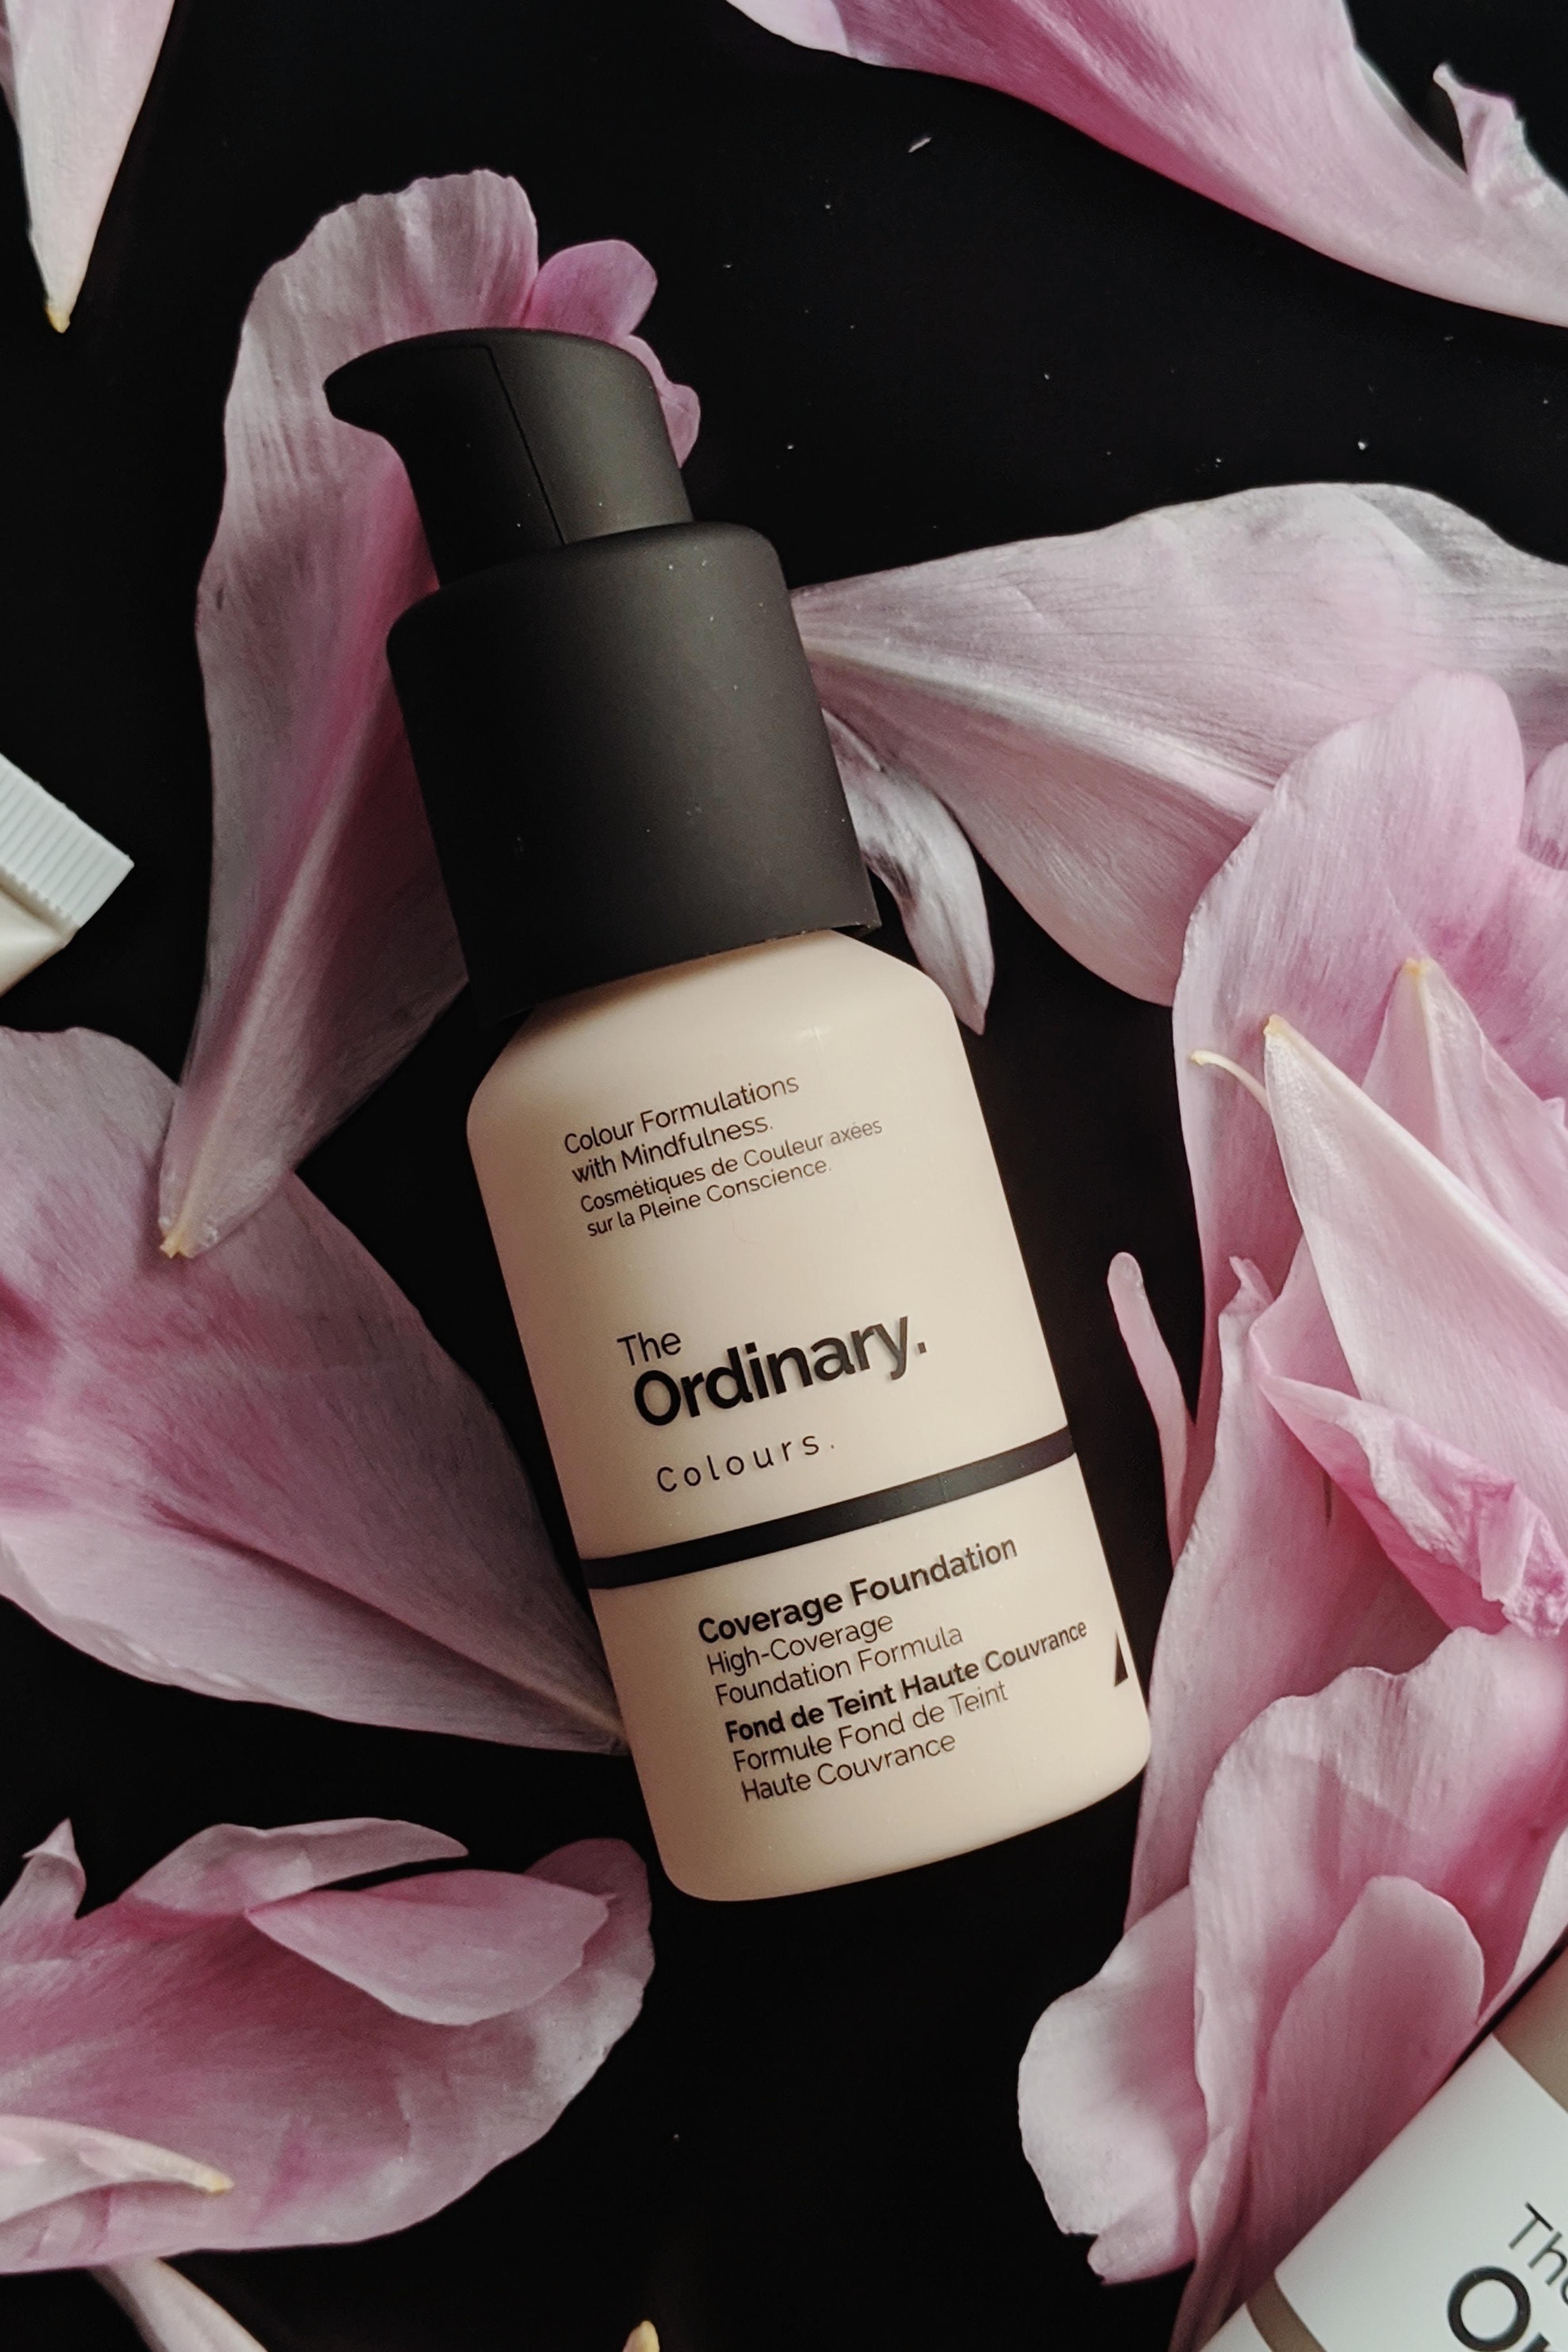 Colour Formulations
with Mindfulness.
Cosmétiques de Couleur axées
sur la Pleine Conscience.
The
Ordinary.
Colours.
Coverage Foundation
High-Coverage
Foundation Formula
Fond de Teint Haute Couvrance
Formule Fond de Teint
Haute Couvrance
The